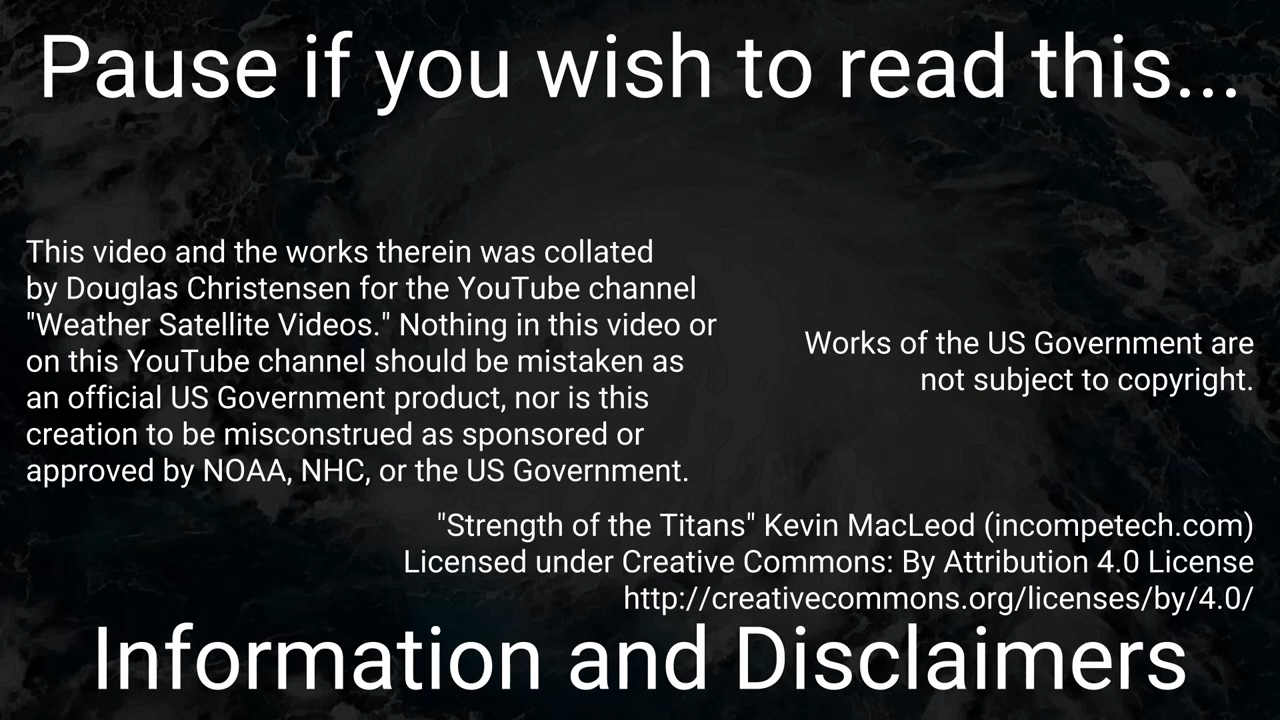 Pause if you wish to read this...
This video and the works therein was collated
by Douglas Christensen for the YouTube channel
"Weather Satellite Videos." Nothing in this video or
on this YouTube channel should be mistaken as
an official US Government product, nor is this
creation to be misconstrued as sponsored or
approved by NOAA, NHC, or the US Government.
Works of the US Government are
not subject to copyright.
"Strength of the Titans" Kevin MacLeod (incompetech.com)
Licensed under Creative Commons: By Attribution 4.0 License
http://creativecommons.org/licenses/by/4.0/
Information and Disclaimers